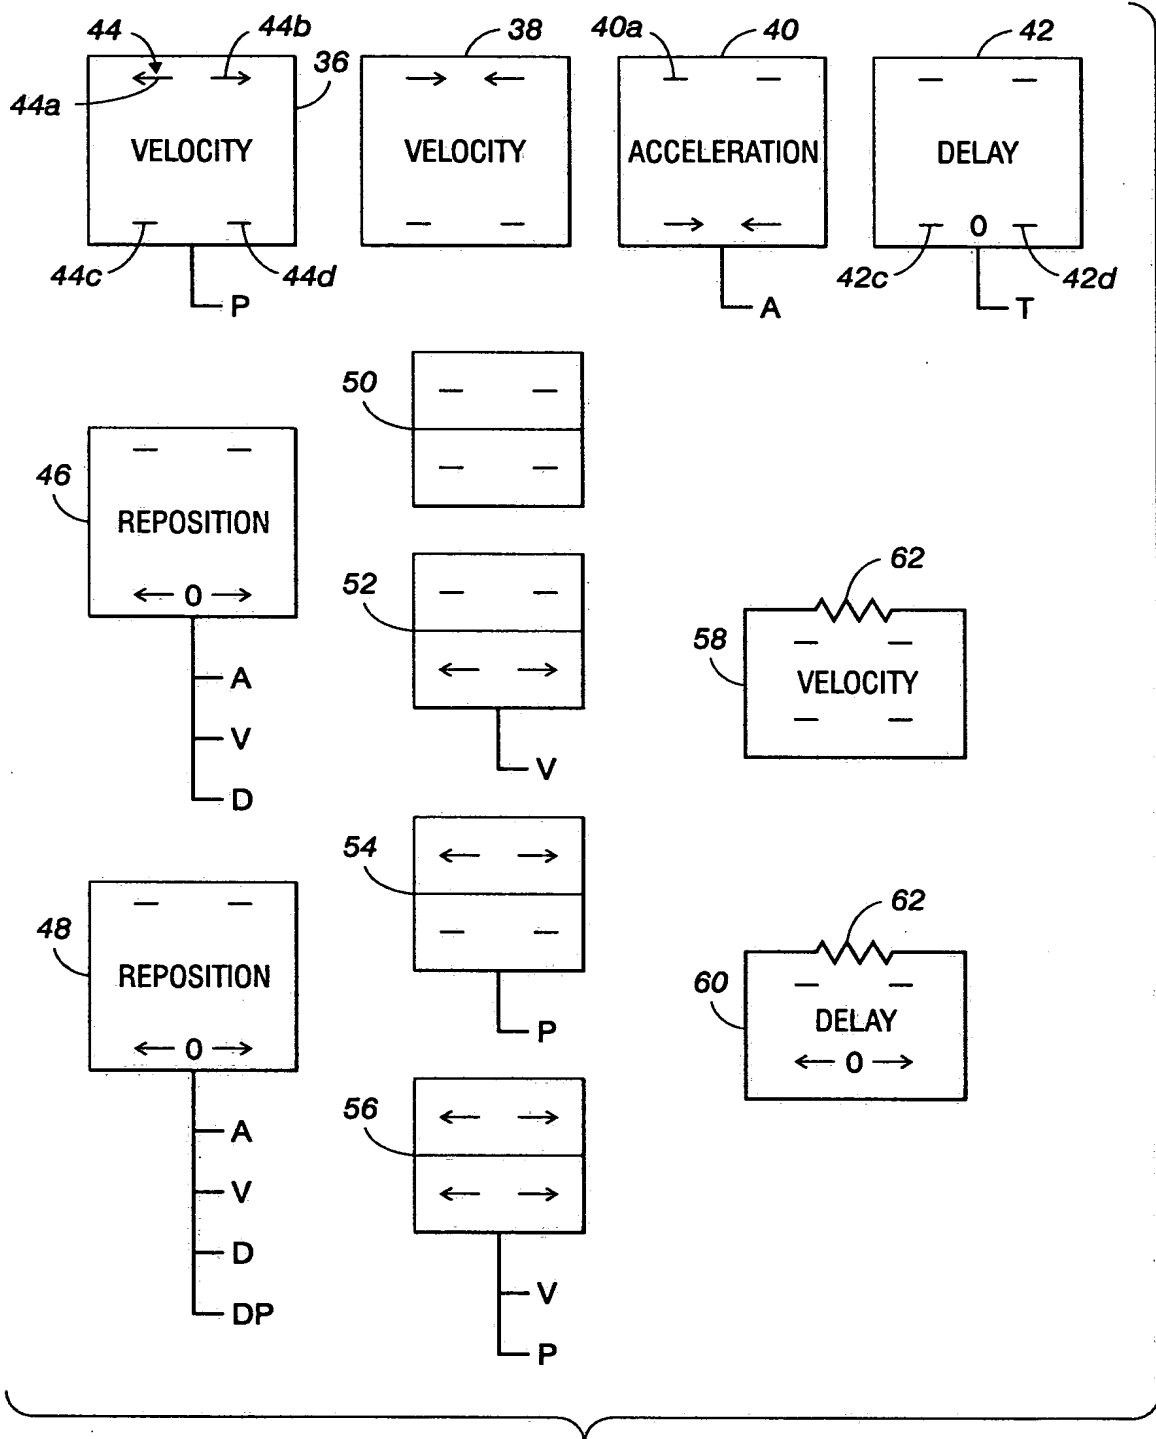 44 44b 38 40a 40 42
36
44a
VELOCITY VELOCITY ACCELERATION DELAY
0
44c 44d 42c 42d
P A T
50
46
REPOSITION
0
52
62
58
VELOCITY
A
V
D
V
54
62
48
REPOSITION
60
DELAY
0
P
0
56
A
V
D
DP
V
P